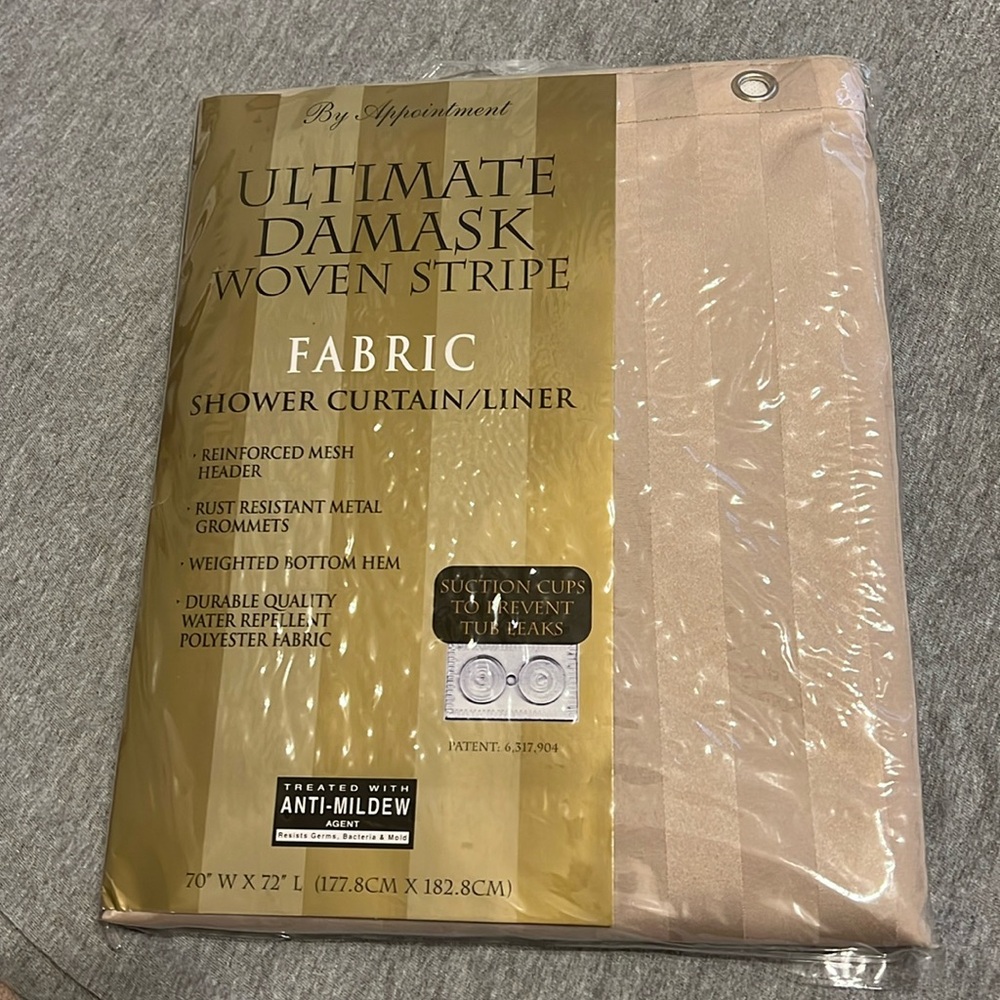 By Appointment
ULTIMATE
DAMASK
WOVEN STRIPE
FABRIC
SHOWER CURTAIN/LINER
· REINFORCED MESH
HEADER
· RUST RESISTANT METAL
GROMMETS
· WEIGHTED BOTTOM HEM
· DURABLE QUALITY
WATER REPELLENT
POLYESTER FABRIC
SUCTION CUPS
TO PREVENT
TUB LEAKS
PATENT: 6,317,904
TREATED WITH
ANTI-MILDEW
AGENT
Resists Germs, Bacteria & Mold
70" W X 72" L (177.8CM X 182.8CM)